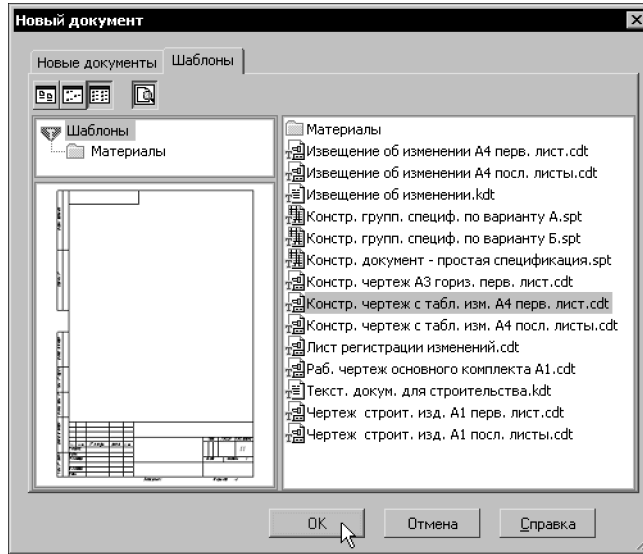 Новый документ
Новые документы
Шаблоны
Шаблоны
Материалы
Материалы
Извещение об изменении А4 перв. лист.cdt
Извещение об изменении А4 посл. листы.cdt
Извещение об изменении.kdt
Констр. групп. специф. по варианту А.spt
Констр. групп. специф. по варианту Б.spt
Констр. документ - простая спецификация.spt
Констр. чертеж А3 гориз. перв. лист.cdt
Констр. чертеж с табл. изм. А4 перв. лист.cdt
Констр. чертеж с табл. изм. А4 посл. листы.cdt
Лист регистрации изменений.cdt
Раб. чертеж основного комплекта А1.cdt
Текст. докум. для строительства.kdt
Чертеж строит. изд. А1 перв. лист.cdt
Чертеж строит. изд. А1 посл. листы.cdt
OK
Отмена
Справка